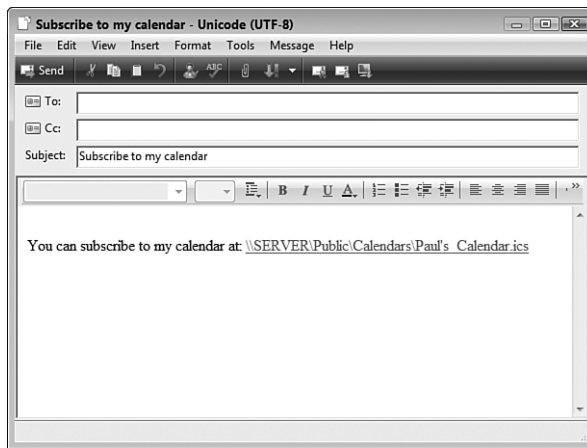 Subscribe to my calendar - Unicode (UTF-8)
File Edit View Insert Format Tools Message Help
Send ABC
To:
Cc:
Subject: Subscribe to my calendar
B I U A
You can subscribe to my calendar at: \\SERVER\Public\Calendars\Paul's_Calendar.ics